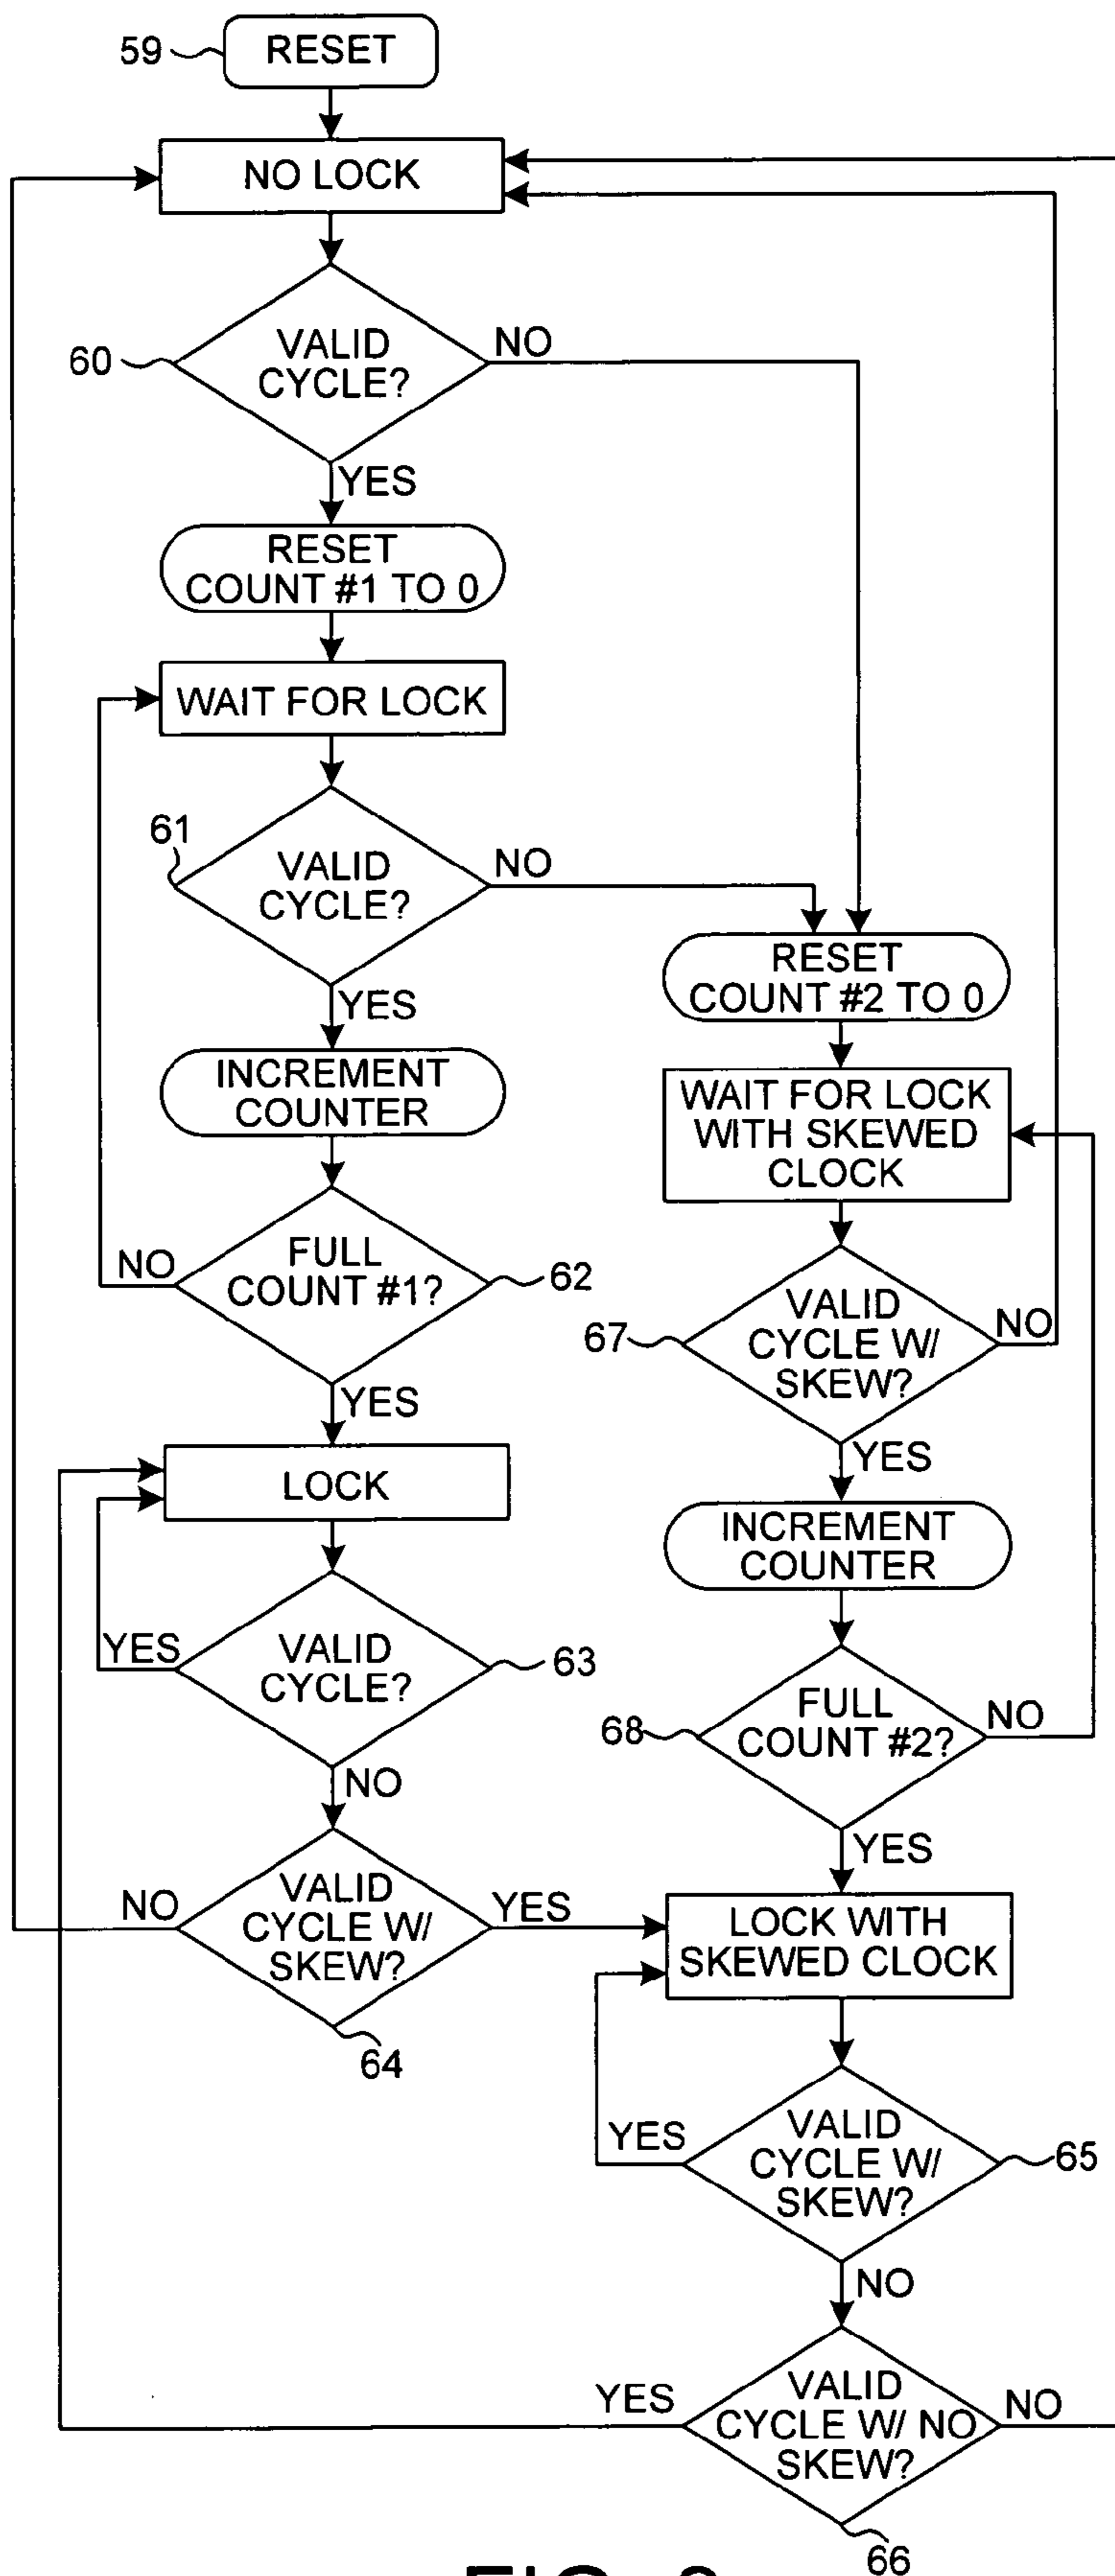 59
RESET
NO LOCK
60
VALID
CYCLE?
NO
YES
RESET
COUNT #1 TO 0
WAIT FOR LOCK
61
VALID
CYCLE?
NO
YES
INCREMENT
COUNTER
FULL
COUNT #1?
62
NO
YES
LOCK
VALID
CYCLE?
63
YES
NO
VALID
CYCLE W/
SKEW?
64
NO
YES
RESET
COUNT #2 TO 0
WAIT FOR LOCK
WITH SKEWED
CLOCK
67
VALID
CYCLE W/
SKEW?
NO
YES
INCREMENT
COUNTER
68
FULL
COUNT #2?
NO
YES
LOCK WITH
SKEWED CLOCK
VALID
CYCLE W/
SKEW?
65
YES
NO
VALID
CYCLE W/ NO
SKEW?
YES
NO
66